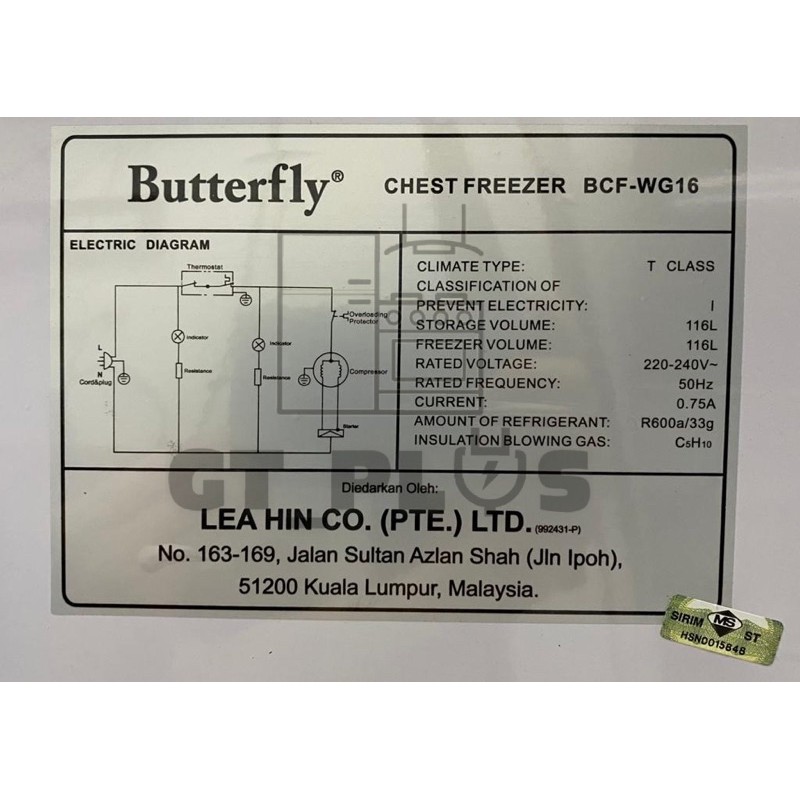 Butterfly® CHEST FREEZER BCF-WG16
ELECTRIC DIAGRAM
Thermostat
Overloading
Protector
Indicator
Indicator
L
N
Cord&plug
Resistance
Resistance
Compressor
Starter
CLIMATE TYPE: T CLASS
CLASSIFICATION OF
PREVENT ELECTRICITY: I
STORAGE VOLUME: 116L
FREEZER VOLUME: 116L
RATED VOLTAGE: 220-240V~
RATED FREQUENCY: 50Hz
CURRENT: 0.75A
AMOUNT OF REFRIGERANT: R600a/33g
INSULATION BLOWING GAS: C5H10
GT PLUS
Diedarkan Oleh:
LEA HIN CO. (PTE.) LTD. (992431-P)
No. 163-169, Jalan Sultan Azlan Shah (Jln Ipoh),
51200 Kuala Lumpur, Malaysia.
SIRIM MS ST
HSND015848